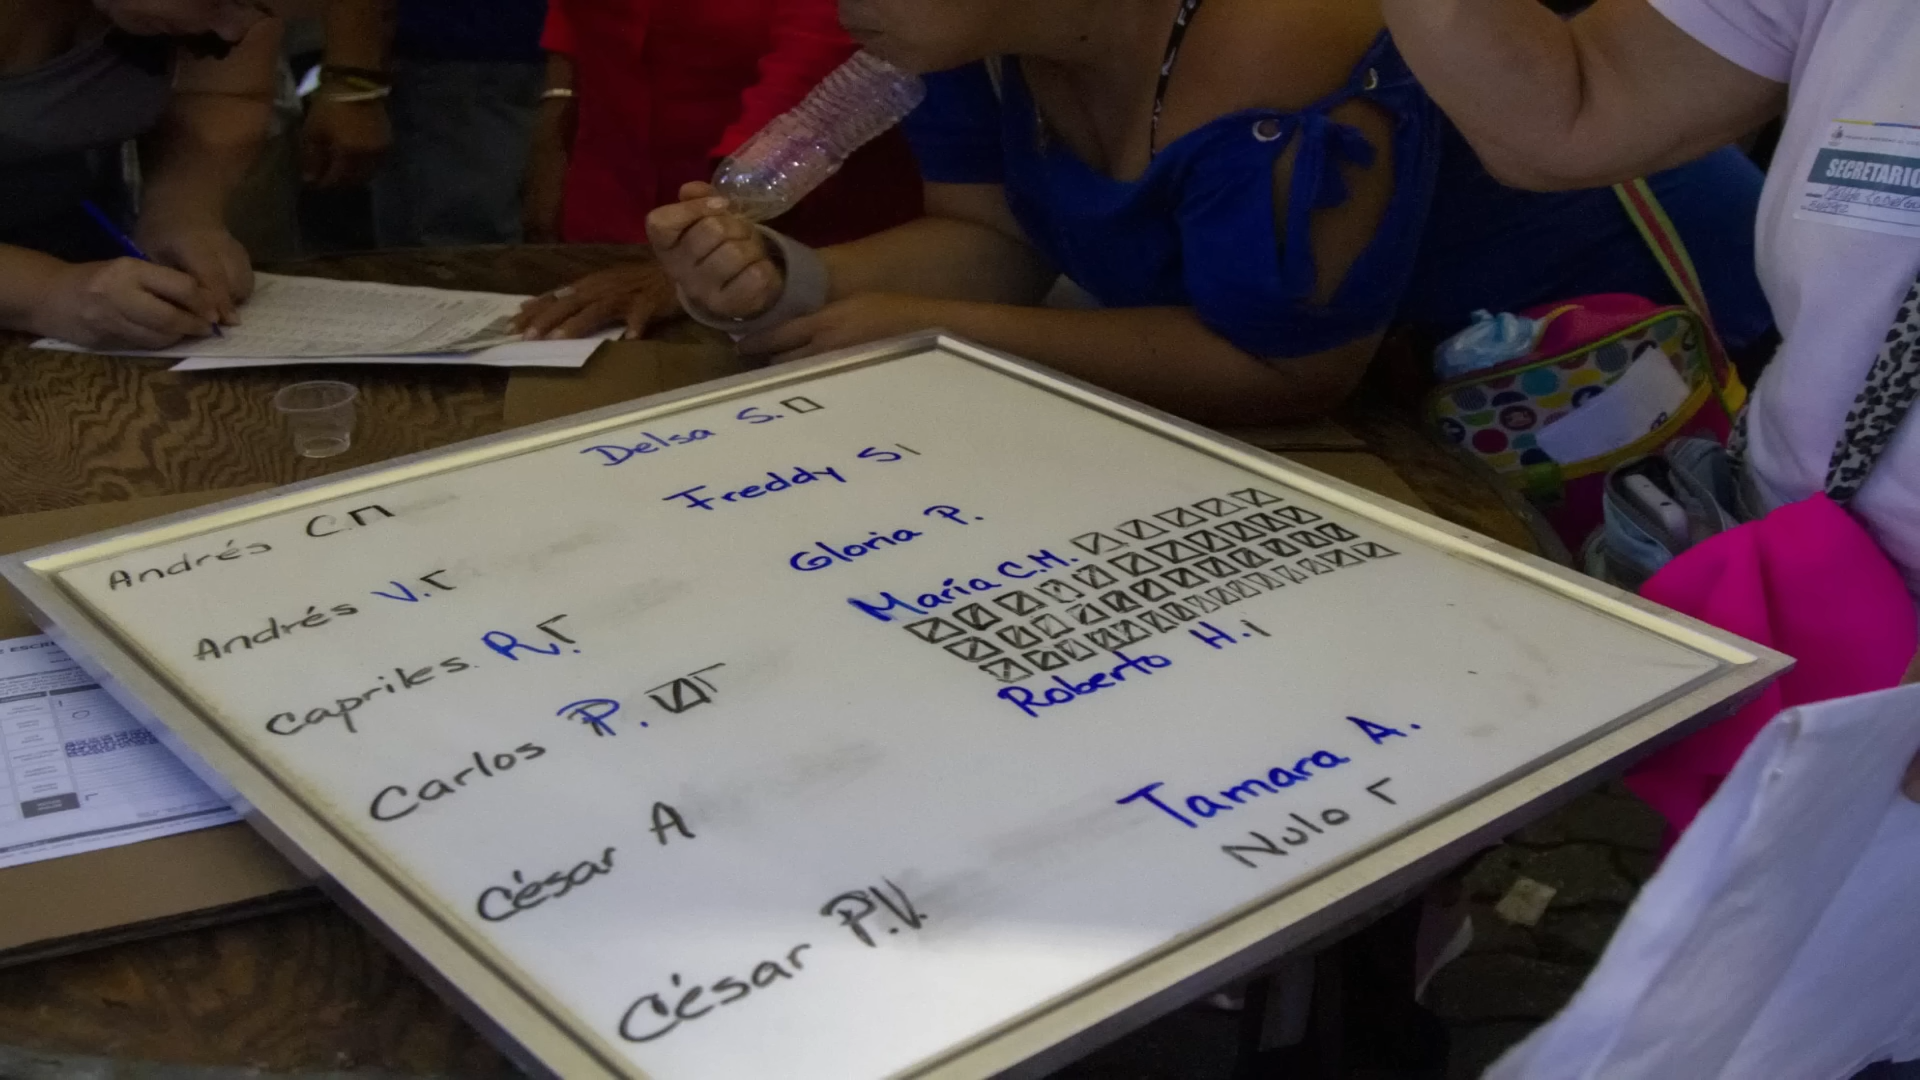 Andrés C.
Andrés V.
Capriles R.
Carlos P.
César A
César P.V.
Delsa S.
Freddy S
Gloria P.
María C.M.
Roberto H.
Tamara A.
Nulo
SECRETARIO